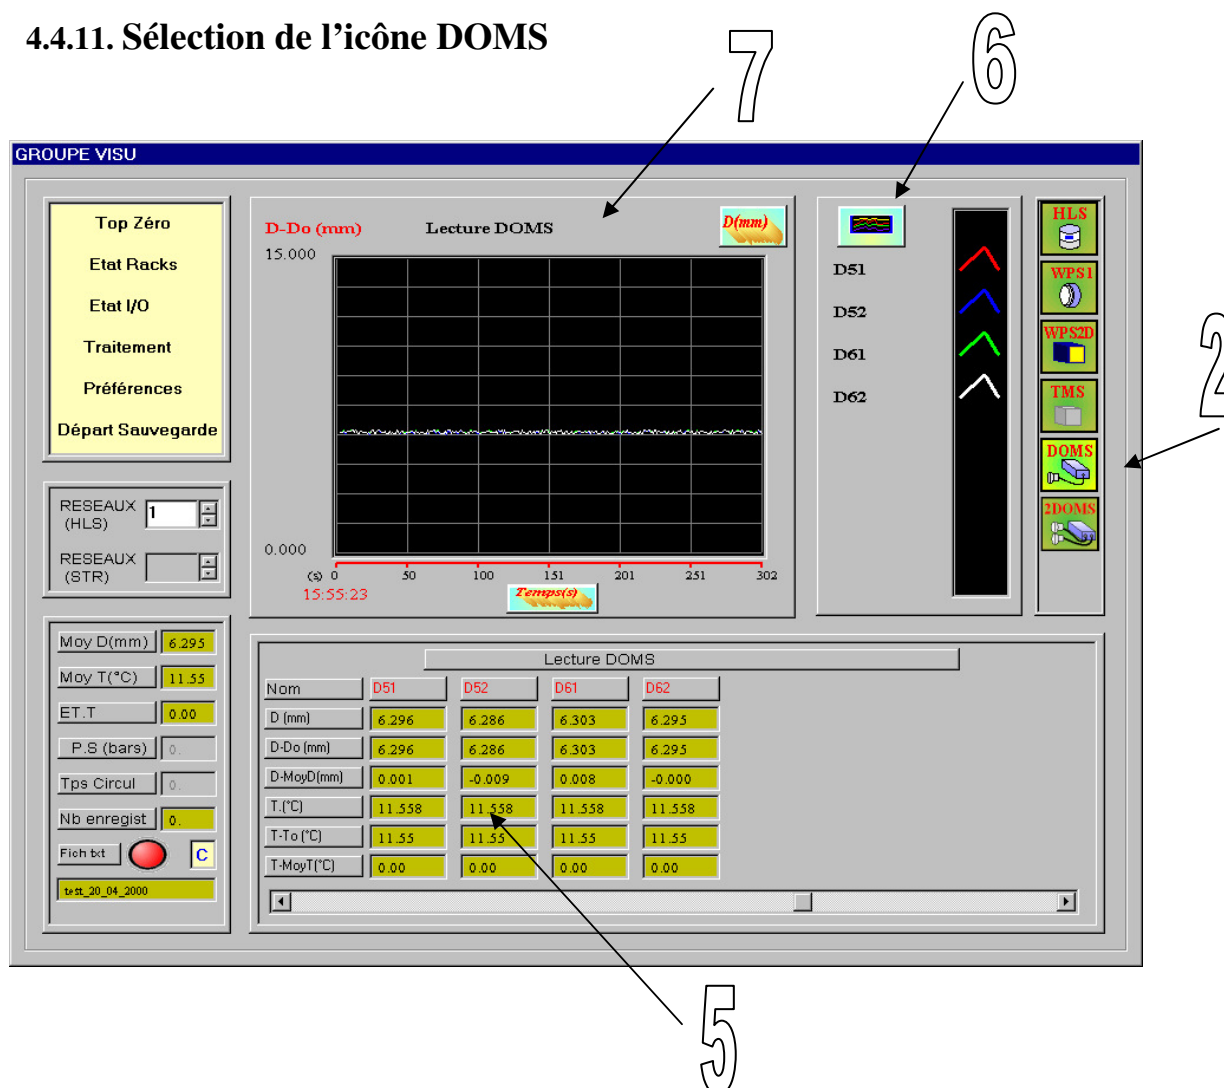 4.4.11. Sélection de l'icône DOMS
7
6
GROUPE VISU
Top Zéro
Etat Racks
Etat I/O
Traitement
Préférences
Départ Sauvegarde
RESEAUX
(HLS)
1
RESEAUX
(STR)
Moy D(mm) 6.295
Moy T(°C) 11.55
ET.T 0.00
P.S (bars) 0.
Tps Circul 0.
Nb enregist 0.
Fich txt C
test_20_04_2000
D-Do (mm) Lecture DOMS D(mm)
15.000
0.000
(s) 0 50 100 151 201 251 302
15:55:23
Temps(s)
D51
D52
D61
D62
HLS
WPS1
WPS2D
TMS
DOMS
2DOMS
2
Lecture DOMS
Nom D51 D52 D61 D62
D (mm) 6.296 6.286 6.303 6.295
D-Do (mm) 6.296 6.286 6.303 6.295
D-MoyD(mm) 0.001 -0.009 0.008 -0.000
T.(°C) 11.558 11.558 11.558 11.558
T-To (°C) 11.55 11.55 11.55 11.55
T-MoyT(°C) 0.00 0.00 0.00 0.00
5